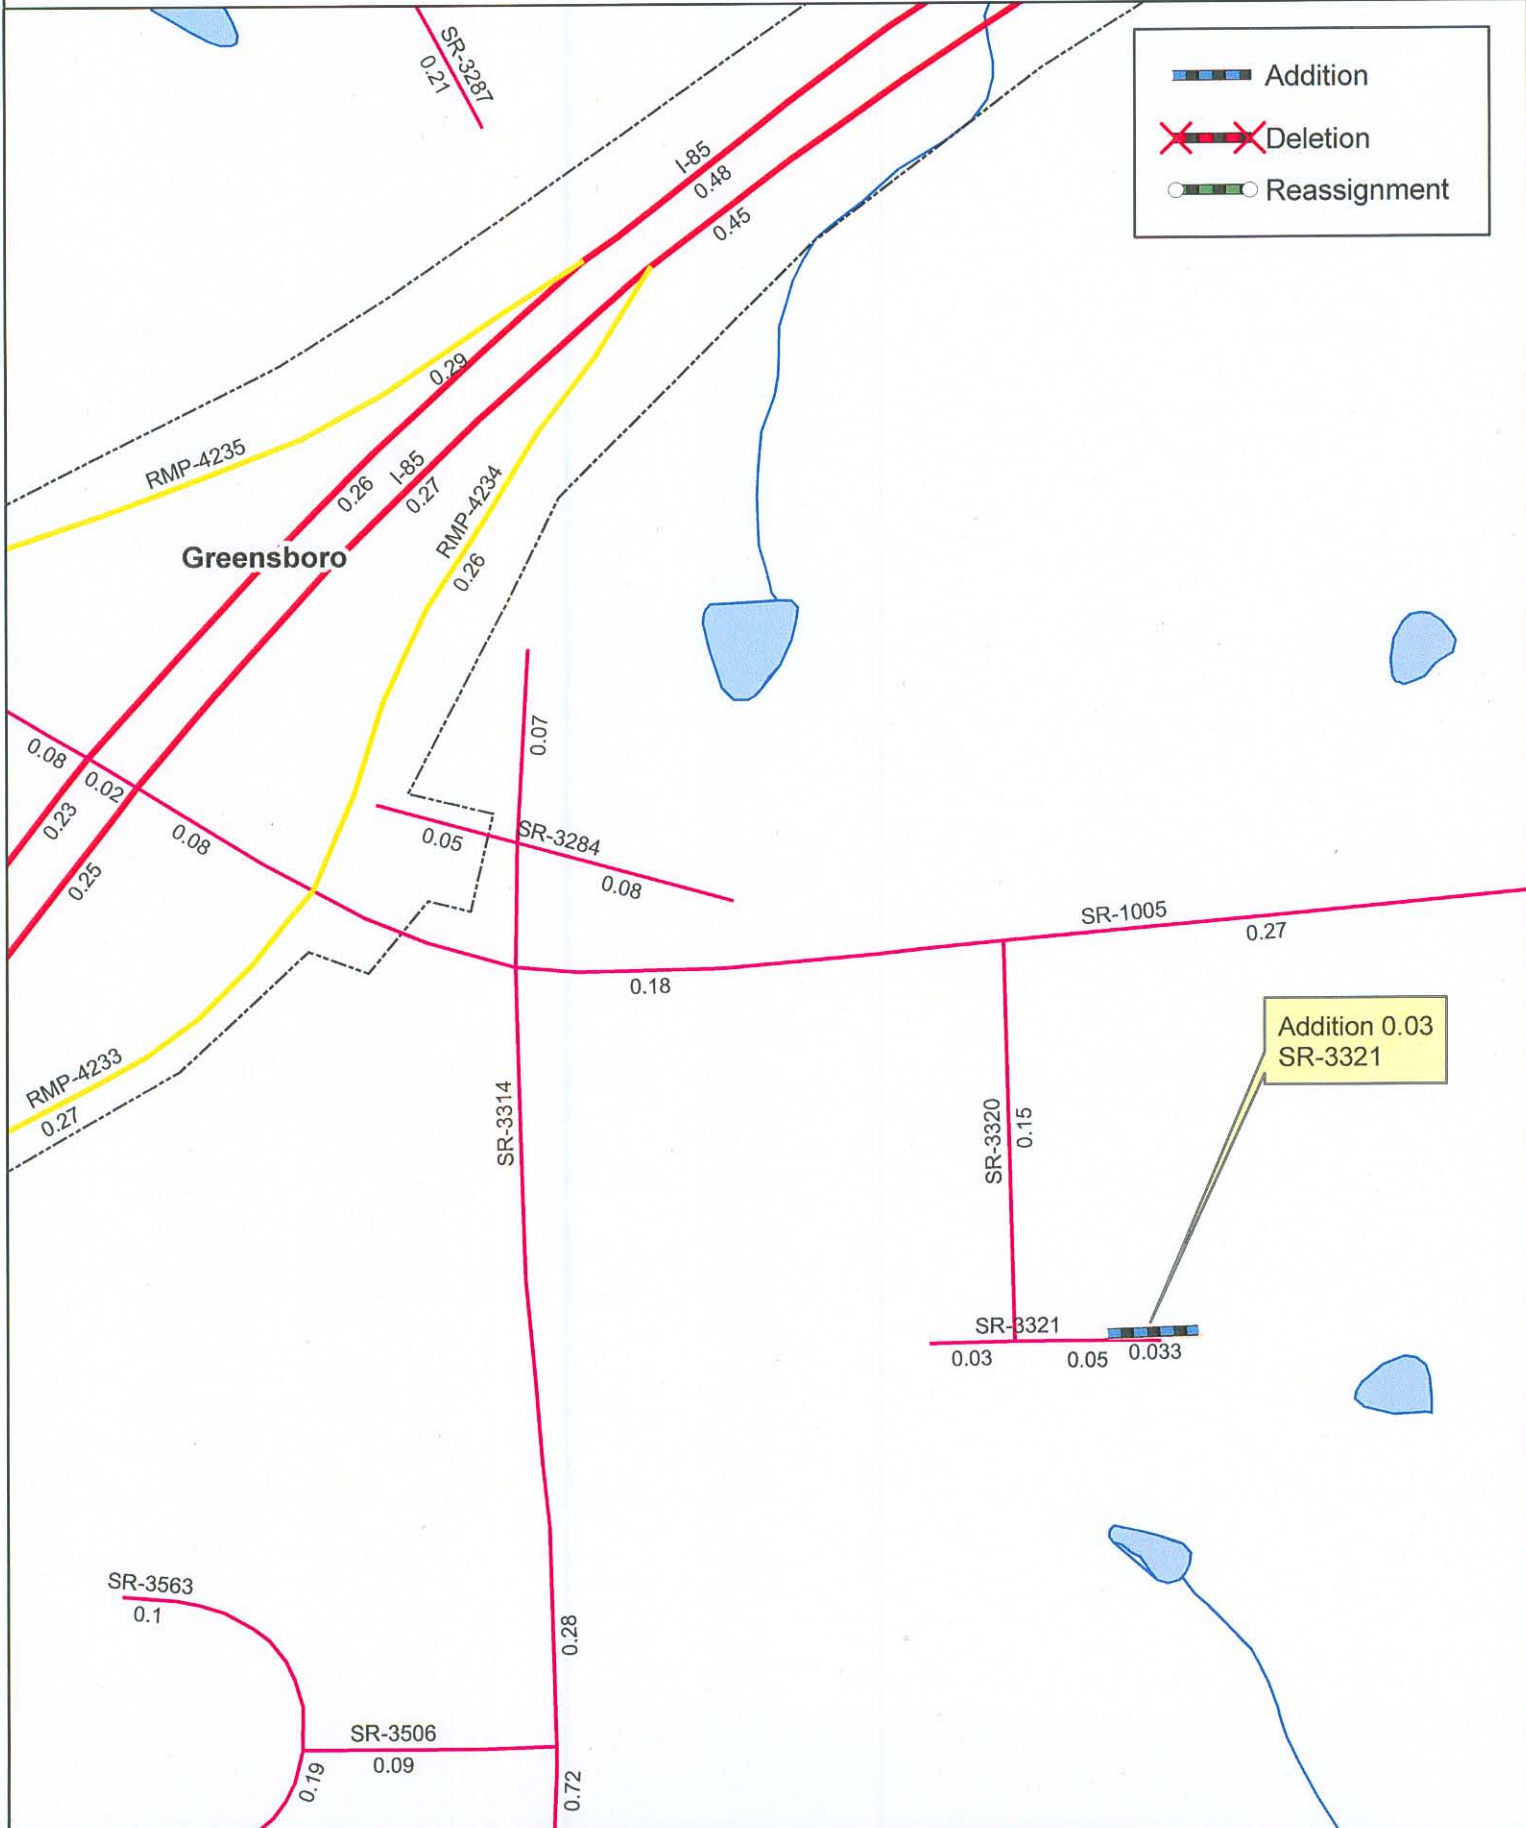 SR-3287
0.21
Addition
Deletion
Reassignment
I-85
0.48
0.45
0.29
RMP-4235
0.26
I-85
0.27
RMP-4234
0.26
Greensboro
0.07
0.08
0.02
0.23
0.08
0.25
0.05
SR-3284
0.08
SR-1005
0.27
0.18
Addition 0.03
SR-3321
RMP-4233
0.27
SR-3314
SR-3320
0.15
SR-3321
0.03
0.05
0.033
SR-3563
0.1
0.28
SR-3506
0.09
0.19
0.72